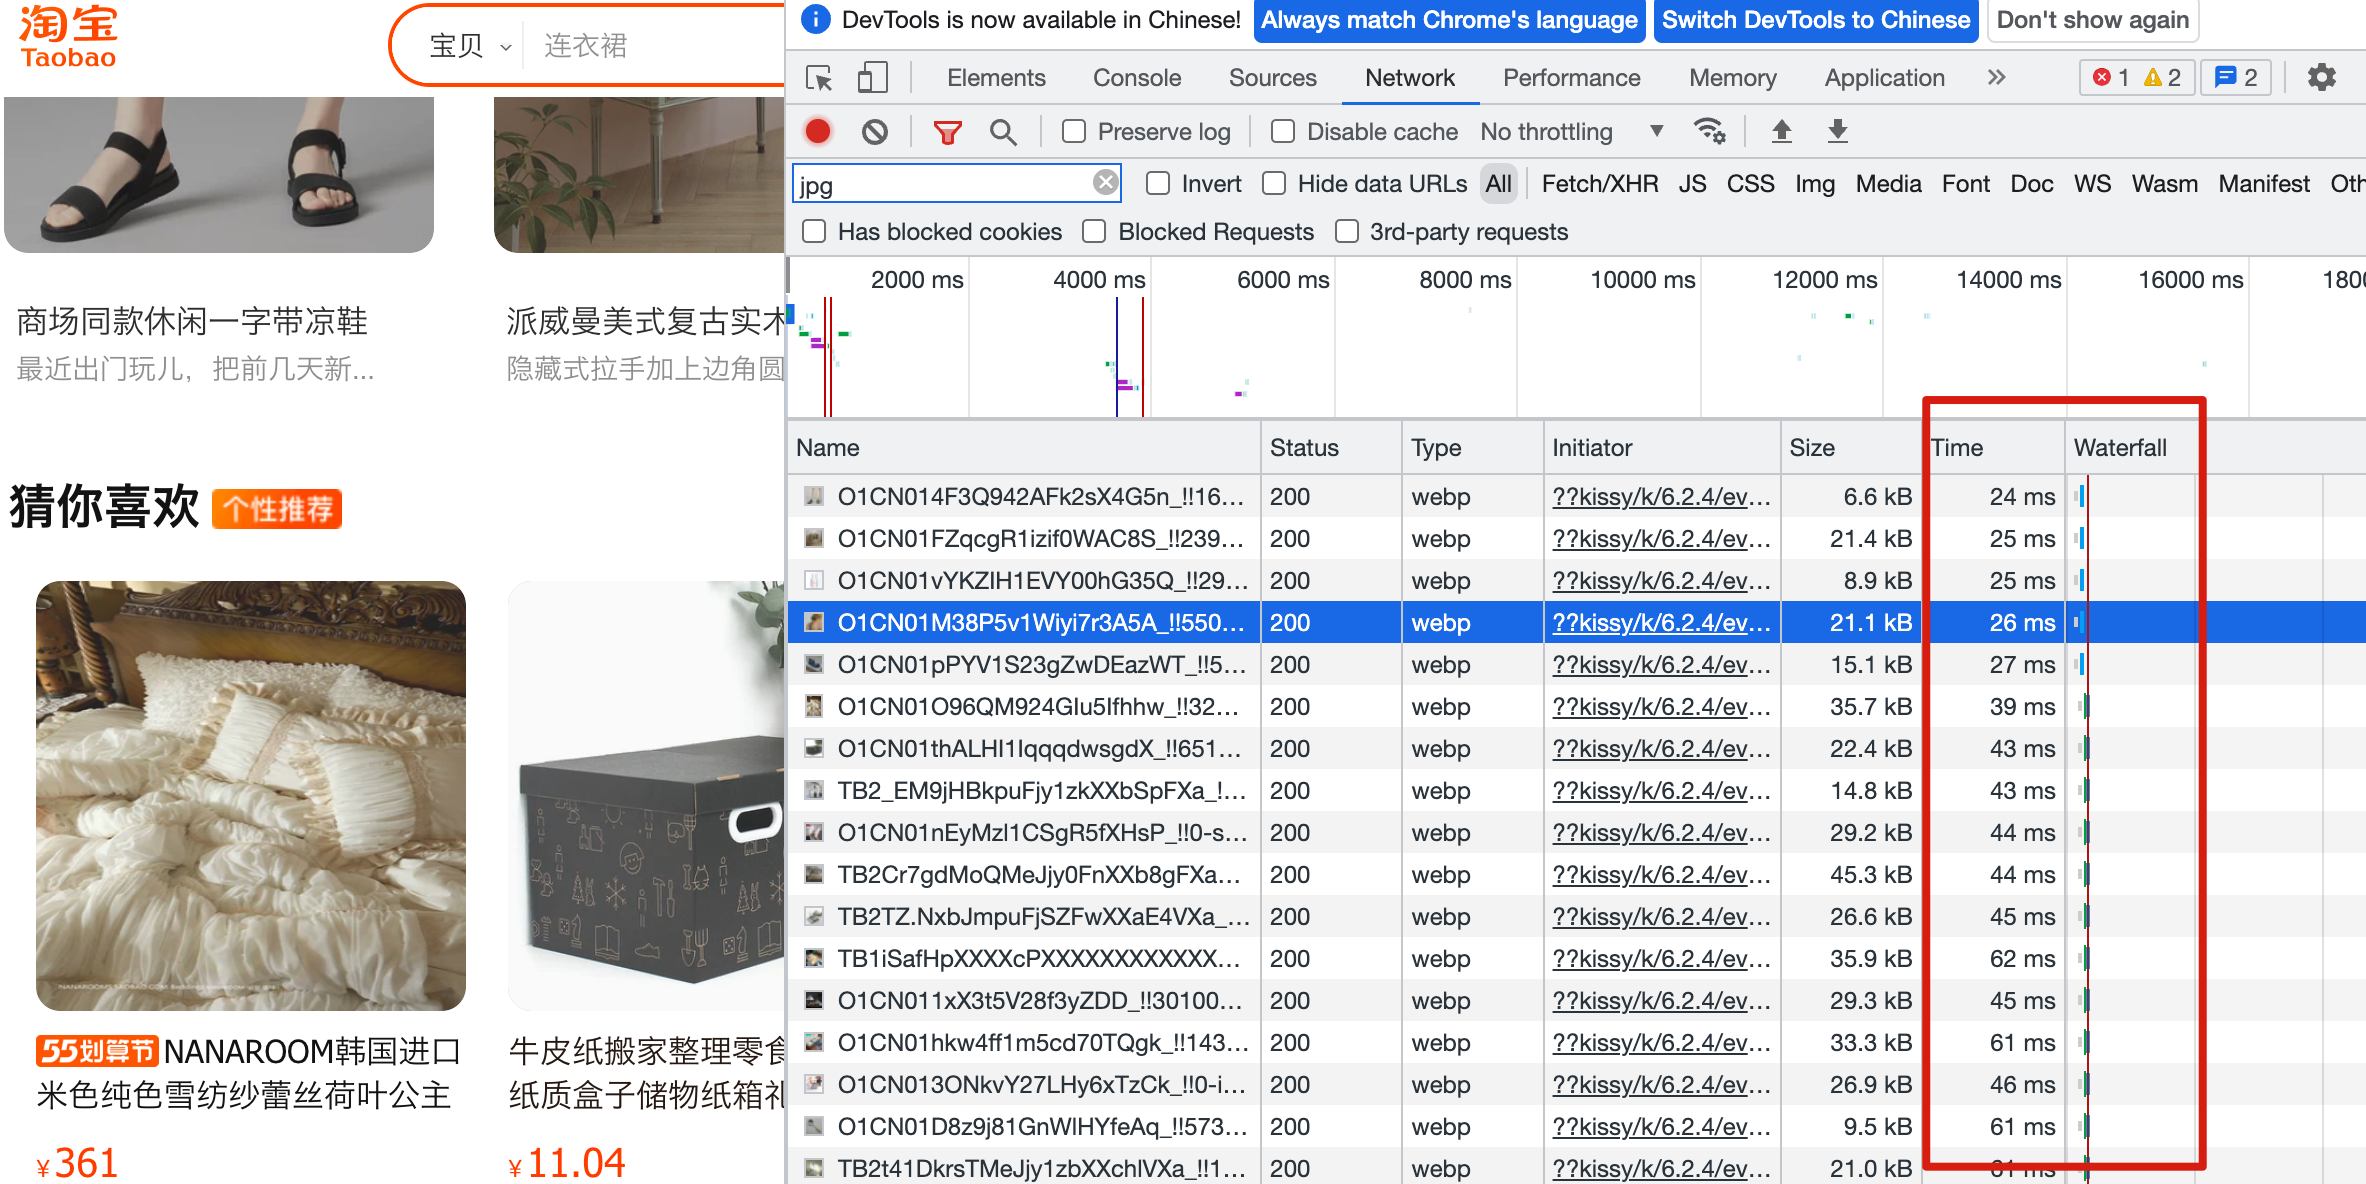 淘宝
Taobao
宝贝
连衣裙
商场同款休闲一字带凉鞋
最近出门玩儿，把前几天新...
派威曼美式复古实木
隐藏式拉手加上边角圆
猜你喜欢 个性推荐
NANAROOMS.TAOBAO.COM
55划算节 NANAROOM韩国进口
米色纯色雪纺纱蕾丝荷叶公主
¥361
牛皮纸搬家整理零食
纸质盒子储物纸箱礼
¥11.04
DevTools is now available in Chinese! Always match Chrome's language Switch DevTools to Chinese Don't show again
Elements Console Sources Network Performance Memory Application 1 2 2
Preserve log Disable cache No throttling
jpg Invert Hide data URLs All Fetch/XHR JS CSS Img Media Font Doc WS Wasm Manifest Oth
Has blocked cookies Blocked Requests 3rd-party requests
2000 ms 4000 ms 6000 ms 8000 ms 10000 ms 12000 ms 14000 ms 16000 ms 1800
Name Status Type Initiator Size Time Waterfall
O1CN014F3Q942AFk2sX4G5n_!!16... 200 webp ??kissy/k/6.2.4/ev... 6.6 kB 24 ms
O1CN01FZqcgR1izif0WAC8S_!!239... 200 webp ??kissy/k/6.2.4/ev... 21.4 kB 25 ms
O1CN01vYKZIH1EVY00hG35Q_!!29... 200 webp ??kissy/k/6.2.4/ev... 8.9 kB 25 ms
O1CN01M38P5v1Wiyi7r3A5A_!!550... 200 webp ??kissy/k/6.2.4/ev... 21.1 kB 26 ms
O1CN01pPYV1S23gZwDEazWT_!!5... 200 webp ??kissy/k/6.2.4/ev... 15.1 kB 27 ms
O1CN01O96QM924GIu5Ifhhw_!!32... 200 webp ??kissy/k/6.2.4/ev... 35.7 kB 39 ms
O1CN01thALHI1IqqqdwsgdX_!!651... 200 webp ??kissy/k/6.2.4/ev... 22.4 kB 43 ms
TB2_EM9jHBkpuFjy1zkXXbSpFXa_!... 200 webp ??kissy/k/6.2.4/ev... 14.8 kB 43 ms
O1CN01nEyMzl1CSgR5fXHsP_!!0-s... 200 webp ??kissy/k/6.2.4/ev... 29.2 kB 44 ms
TB2Cr7gdMoQMeJjy0FnXXb8gFXa... 200 webp ??kissy/k/6.2.4/ev... 45.3 kB 44 ms
TB2TZ.NxbJmpuFjSZFwXXaE4VXa_... 200 webp ??kissy/k/6.2.4/ev... 26.6 kB 45 ms
TB1iSafHpXXXXcPXXXXXXXXXXXX... 200 webp ??kissy/k/6.2.4/ev... 35.9 kB 62 ms
O1CN011xX3t5V28f3yZDD_!!30100... 200 webp ??kissy/k/6.2.4/ev... 29.3 kB 45 ms
O1CN01hkw4ff1m5cd70TQgk_!!143... 200 webp ??kissy/k/6.2.4/ev... 33.3 kB 61 ms
O1CN013ONkvY27LHy6xTzCk_!!0-i... 200 webp ??kissy/k/6.2.4/ev... 26.9 kB 46 ms
O1CN01D8z9j81GnWlHYfeAq_!!573... 200 webp ??kissy/k/6.2.4/ev... 9.5 kB 61 ms
TB2t41DkrsTMeJjy1zbXXchlVXa_!!1... 200 webp ??kissy/k/6.2.4/ev... 21.0 kB 61 ms